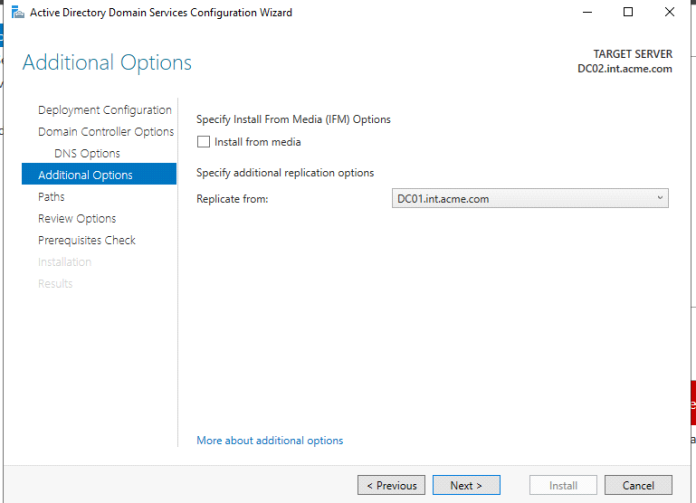 Active Directory Domain Services Configuration Wizard
Additional Options
TARGET SERVER
DC02.int.acme.com
Deployment Configuration
Domain Controller Options
DNS Options
Additional Options
Paths
Review Options
Prerequisites Check
Installation
Results
Specify Install From Media (IFM) Options
Install from media
Specify additional replication options
Replicate from: DC01.int.acme.com
More about additional options
< Previous Next > Install Cancel